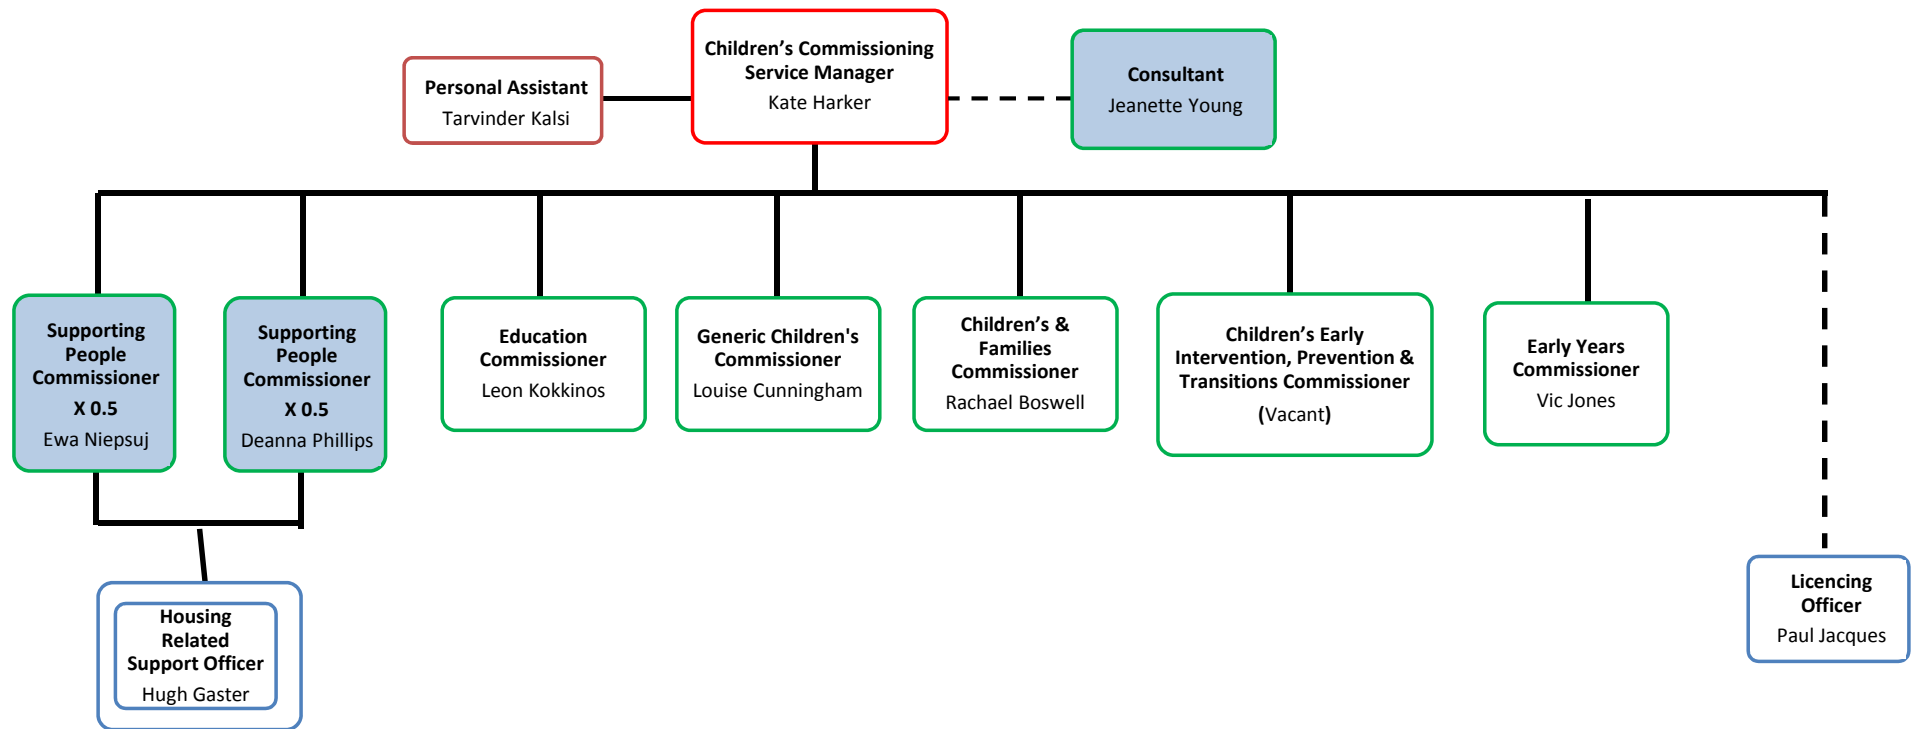 Personal Assistant
Tarvinder Kalsi
Children’s Commissioning
Service Manager
Kate Harker
Consultant
Jeanette Young
Supporting
People
Commissioner
X 0.5
Ewa Niepsuj
Supporting
People
Commissioner
X 0.5
Deanna Phillips
Education
Commissioner
Leon Kokkinos
Generic Children's
Commissioner
Louise Cunningham
Children’s &
Families
Commissioner
Rachael Boswell
Children’s Early
Intervention, Prevention &
Transitions Commissioner
(Vacant)
Early Years
Commissioner
Vic Jones
Housing
Related
Support Officer
Hugh Gaster
Licencing
Officer
Paul Jacques